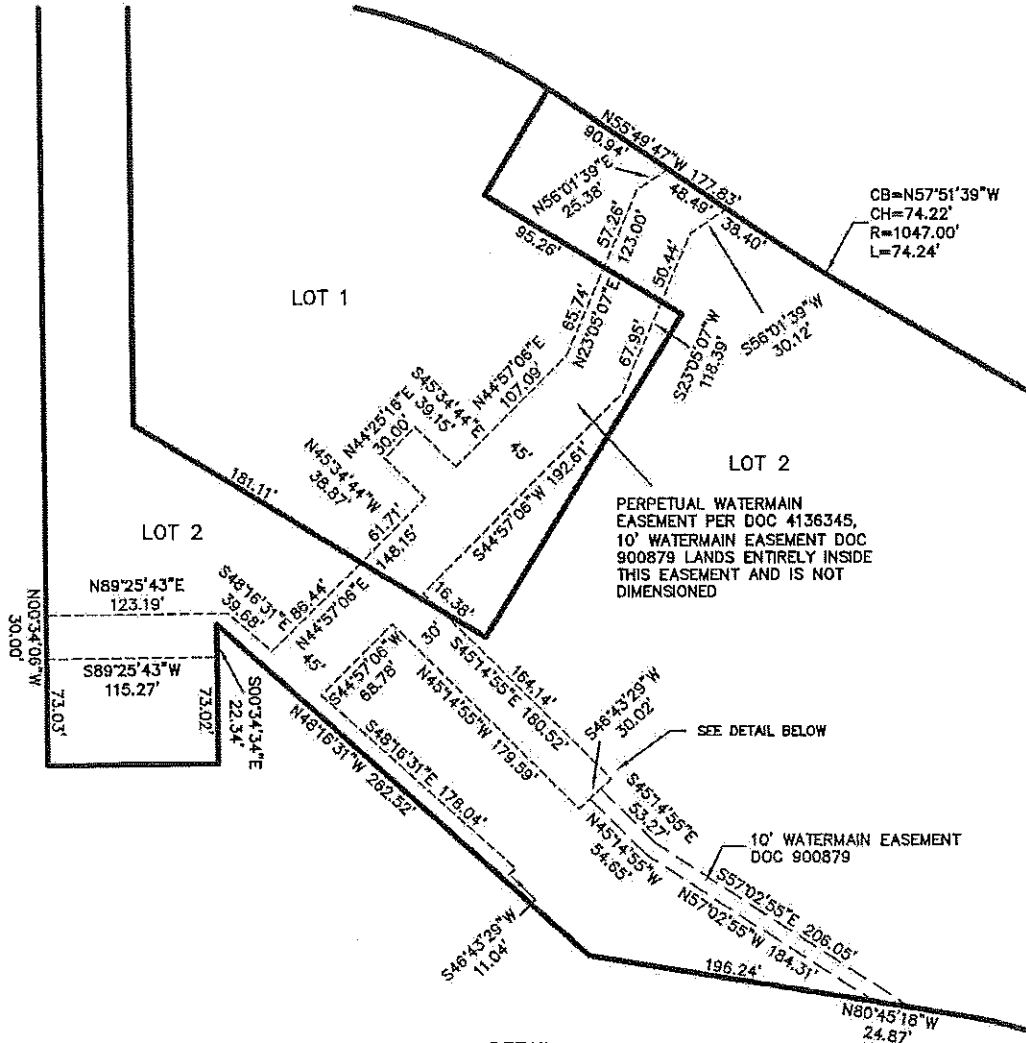 N55°49'47"W 177.83'
90.94'
48.49'
38.40'
N56°01'39"E
25.38'
CB=N57°51'39"W
CH=74.22'
R=1047.00'
L=74.24'
95.26'
57.26'
123.00'
50.44'
S56°01'39"W
30.12'
LOT 1
65.74'
N23°05'07"E
67.95'
S23°05'07"W
118.39'
N44°57'06"E
107.09'
S45°34'44"E
39.15'
N44°25'16"E
30.00'
N45°34'44"W
38.87'
45'
S44°57'06"W 192.61'
LOT 2
PERPETUAL WATERMAIN
EASEMENT PER DOC 4136345,
10' WATERMAIN EASEMENT DOC
900879 LANDS ENTIRELY INSIDE
THIS EASEMENT AND IS NOT
DIMENSIONED
181.11'
61.71'
148.15'
LOT 2
N89°25'43"E
123.19'
S48°16'31"E
39.68'
86.44'
N44°57'06"E
16.38'
30'
N00°34'06"W
30.00'
S89°25'43"W
115.27'
45'
S44°57'06"W
68.78'
164.14'
S45°14'55"E 180.52'
N45°14'55"W 179.59'
S46°43'29"W
30.02'
SEE DETAIL BELOW
73.03'
73.02'
S00°34'34"E
22.34'
N48°16'31"W 262.52'
S48°16'31"E 178.04'
S45°14'55"E
53.27'
10' WATERMAIN EASEMENT
DOC 900879
N45°14'55"W
54.65'
S57°02'55"E 206.05'
N57°02'55"W 184.31'
S46°43'29"W
11.04'
196.24'
N80°45'18"W
24.87'